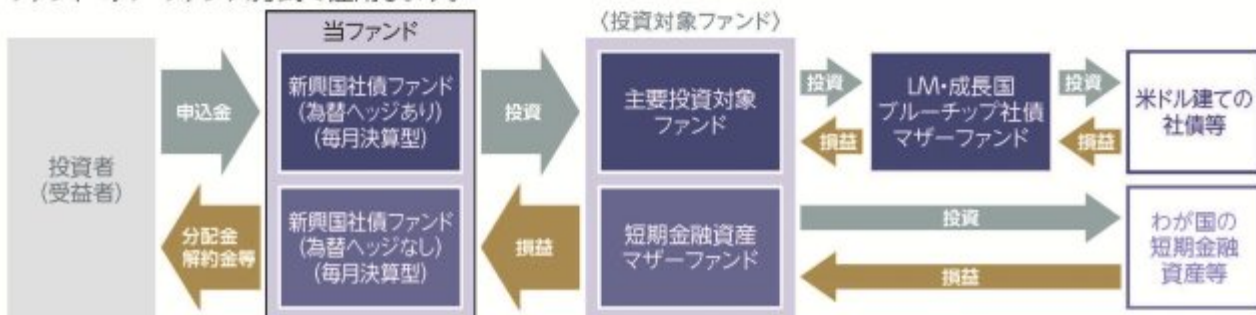 〈投資対象ファンド〉
当ファンド
投資者
(受益者)
申込金
分配金
解約金等
新興国社債ファンド
(為替ヘッジあり)
(毎月決算型)
新興国社債ファンド
(為替ヘッジなし)
(毎月決算型)
投資
損益
主要投資対象
ファンド
短期金融資産
マザーファンド
投資
損益
LM・成長国
ブルーチップ社債
マザーファンド
投資
損益
米ドル建ての
社債等
投資
損益
わが国の
短期金融
資産等